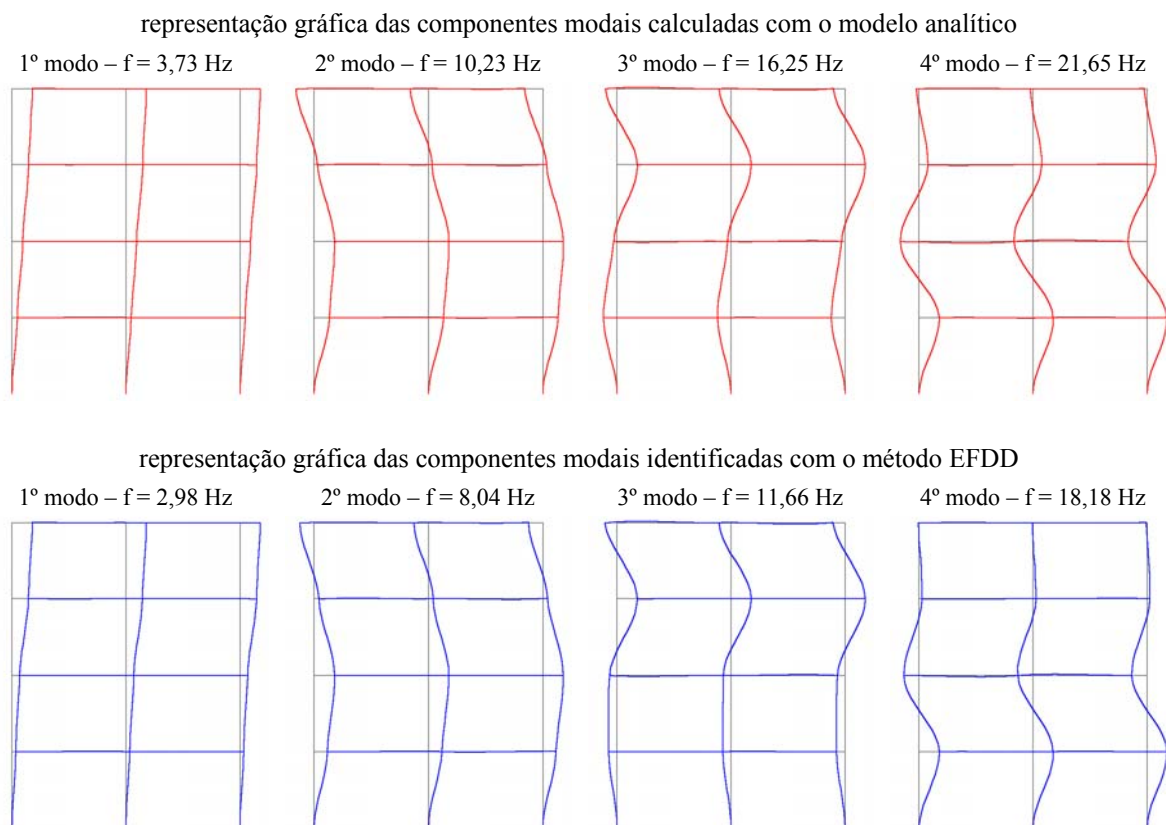 representação gráfica das componentes modais calculadas com o modelo analítico
1º modo – f = 3,73 Hz
2º modo – f = 10,23 Hz
3º modo – f = 16,25 Hz
4º modo – f = 21,65 Hz
representação gráfica das componentes modais identificadas com o método EFDD
1º modo – f = 2,98 Hz
2º modo – f = 8,04 Hz
3º modo – f = 11,66 Hz
4º modo – f = 18,18 Hz